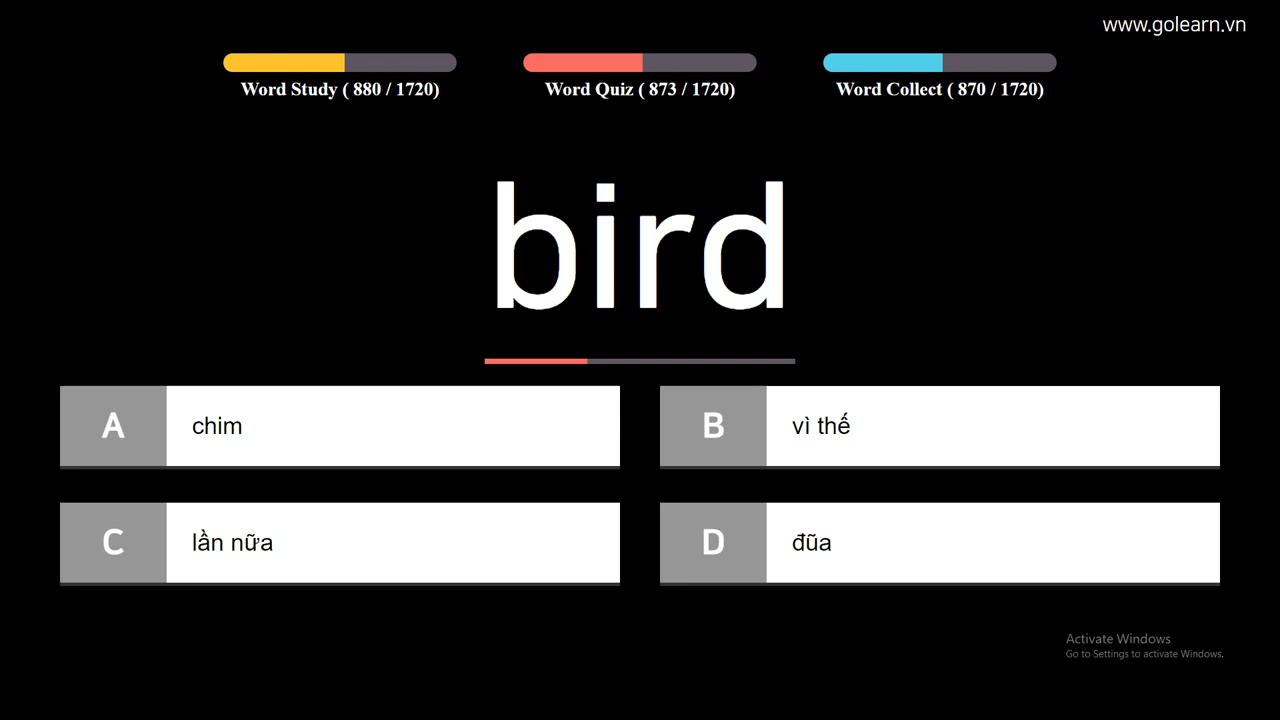 www.golearn.vn
Word Study ( 880 / 1720)
Word Quiz ( 873 / 1720)
Word Collect ( 870 / 1720)
bird
A chim
B vì thế
C lần nữa
D đũa
Activate Windows
Go to Settings to activate Windows.